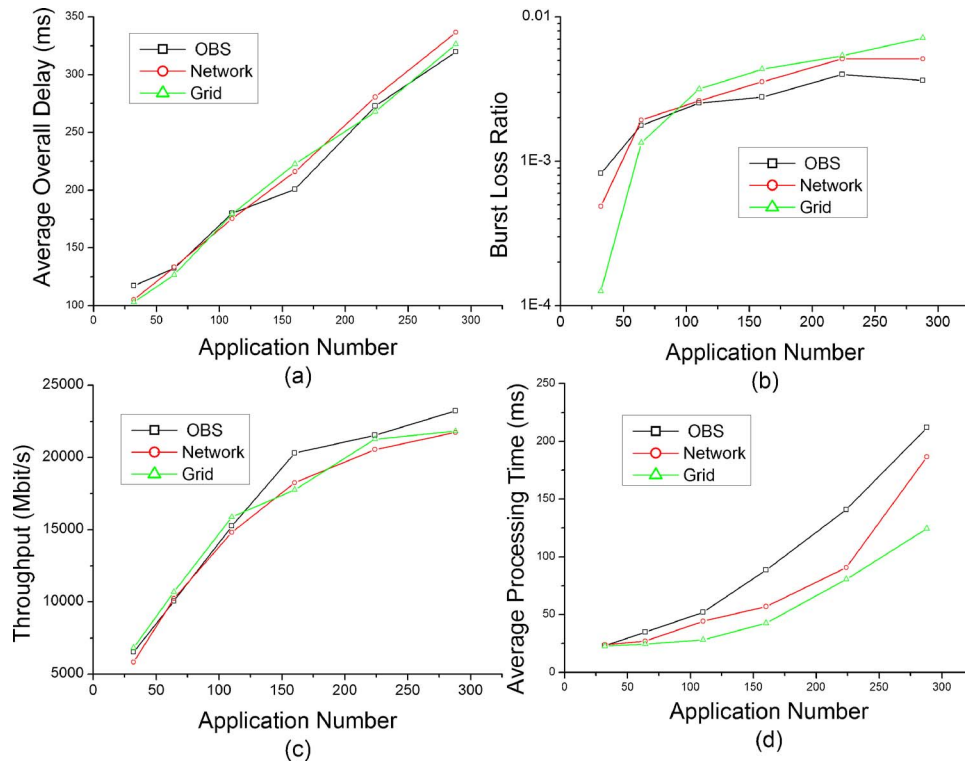 350
300
250
200
150
100
0
50
100
150
200
250
300
Average Overall Delay (ms)
OBS
Network
Grid
Application Number
(a)
0.01
1E-3
1E-4
0
50
100
150
200
250
300
Burst Loss Ratio
OBS
Network
Grid
Application Number
(b)
25000
20000
15000
10000
5000
0
50
100
150
200
250
300
Throughput (Mbit/s)
OBS
Network
Grid
Application Number
(c)
250
200
150
100
50
0
0
50
100
150
200
250
300
Average Processing Time (ms)
OBS
Network
Grid
Application Number
(d)